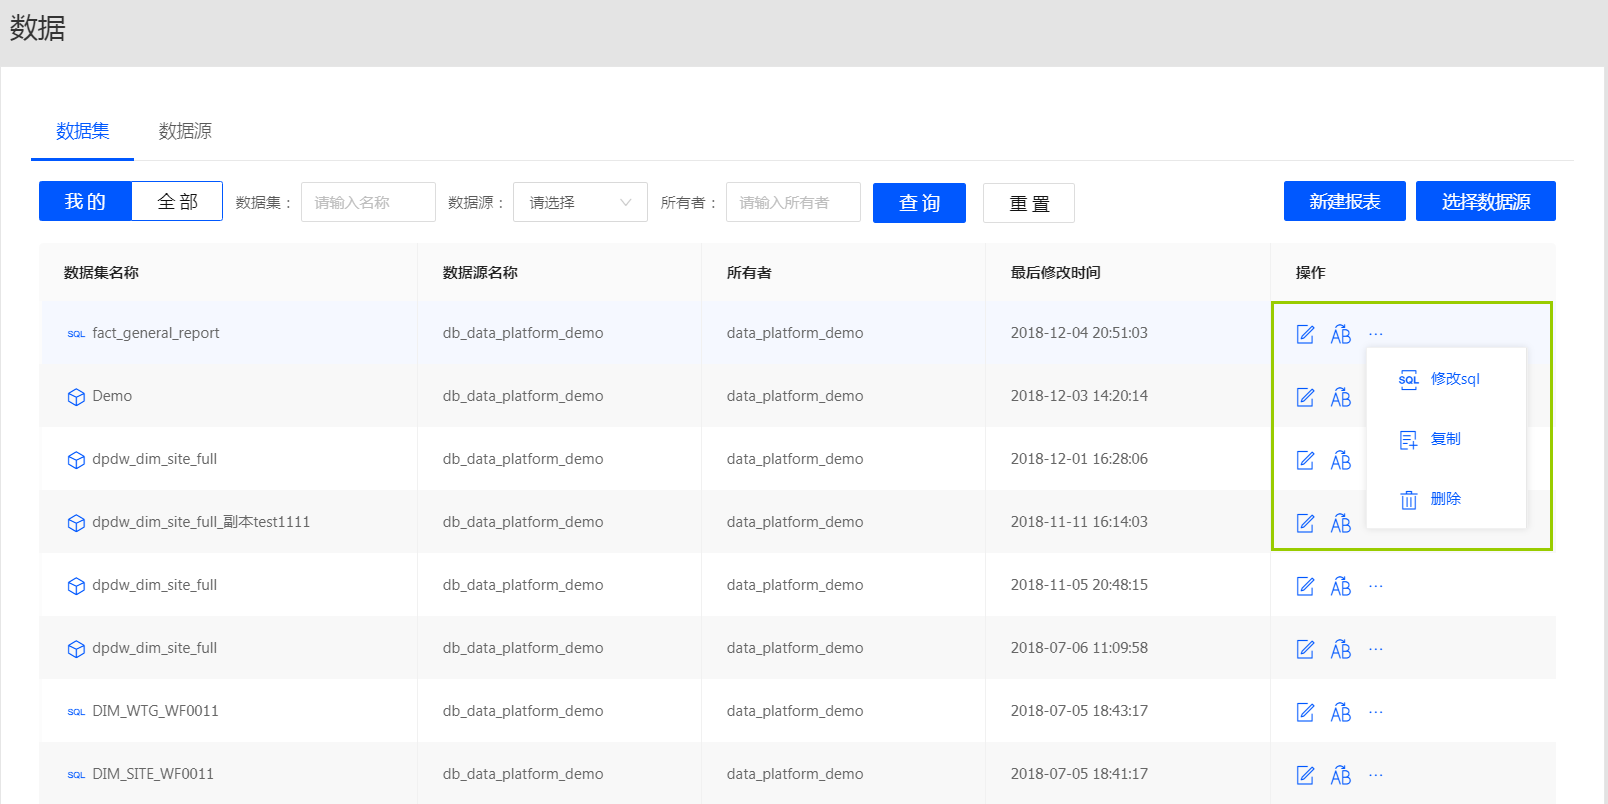 数据
数据集 数据源
我的 全部 数据集： 请输入名称 数据源： 请选择 所有者： 请输入所有者 查询 重置 新建报表 选择数据源
数据集名称 数据源名称 所有者 最后修改时间 操作
SQL fact_general_report db_data_platform_demo data_platform_demo 2018-12-04 20:51:03 AB ···
SQL 修改sql
Demo db_data_platform_demo data_platform_demo 2018-12-03 14:20:14 AB
复制
dpdw_dim_site_full db_data_platform_demo data_platform_demo 2018-12-01 16:28:06 AB
删除
dpdw_dim_site_full_副本test1111 db_data_platform_demo data_platform_demo 2018-11-11 16:14:03 AB
dpdw_dim_site_full db_data_platform_demo data_platform_demo 2018-11-05 20:48:15 AB ···
dpdw_dim_site_full db_data_platform_demo data_platform_demo 2018-07-06 11:09:58 AB ···
SQL DIM_WTG_WF0011 db_data_platform_demo data_platform_demo 2018-07-05 18:43:17 AB ···
SQL DIM_SITE_WF0011 db_data_platform_demo data_platform_demo 2018-07-05 18:41:17 AB ···